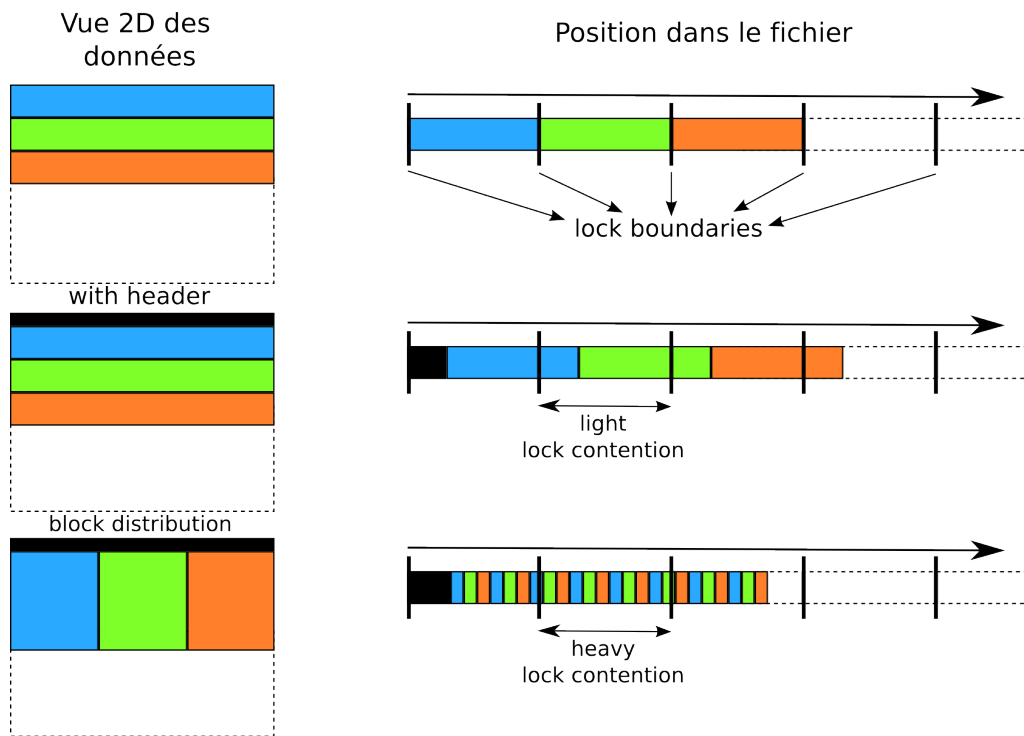 Vue 2D des
données
Position dans le fichier
lock boundaries
with header
light
lock contention
block distribution
heavy
lock contention